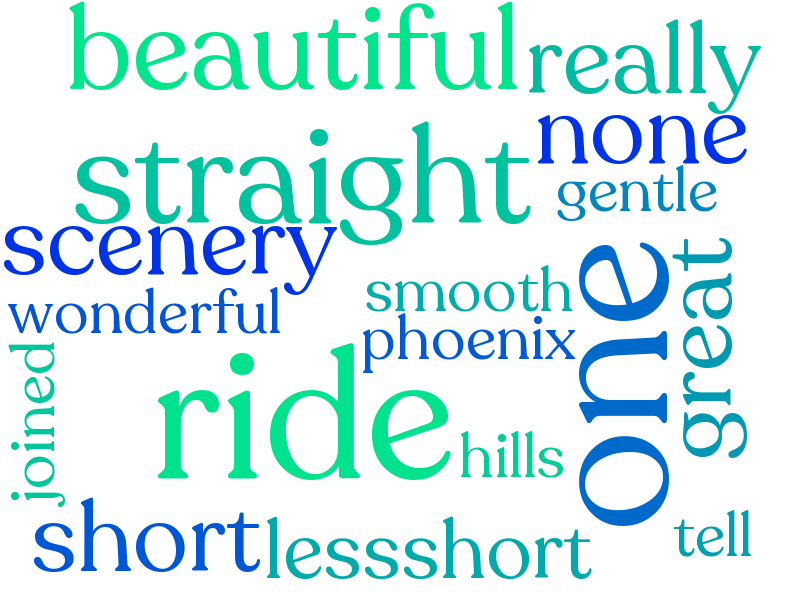 beautiful
really
straight
none
gentle
scenery
wonderful
smooth
phoenix
one
great
joined
ride
hills
short
lessshort
tell